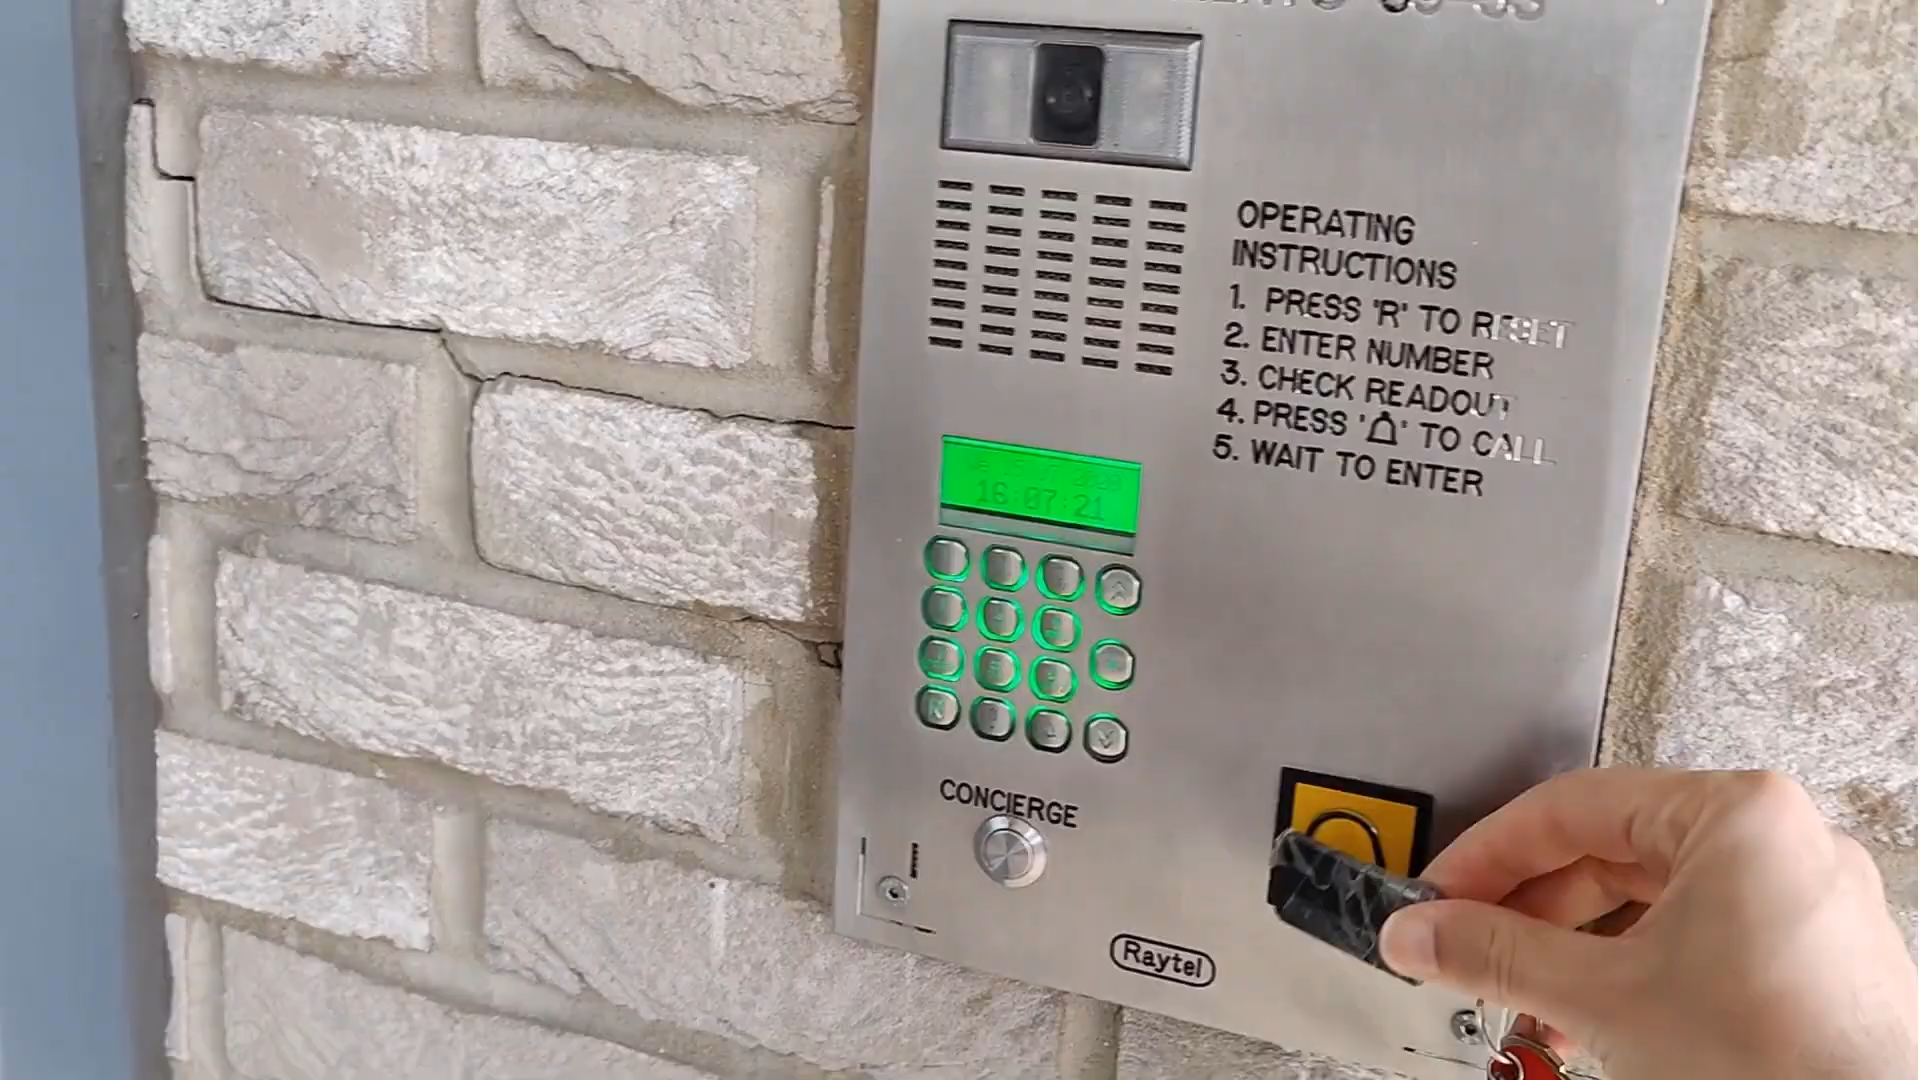 OPERATING
INSTRUCTIONS
1. PRESS 'R' TO RESET
2. ENTER NUMBER
3. CHECK READOUT
4. PRESS '🔔' TO CALL
5. WAIT TO ENTER
16:07:21
CONCIERGE
Raytel